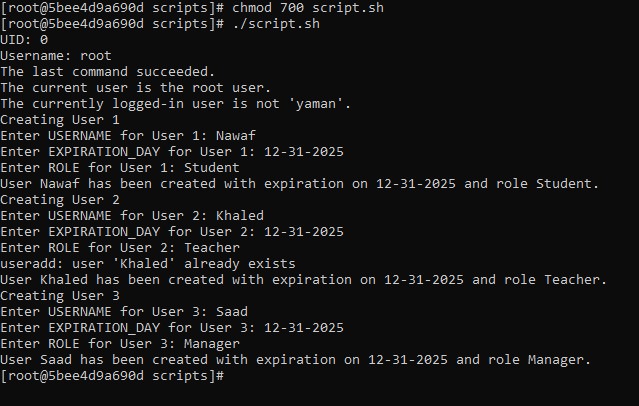 [root@5bee4d9a690d scripts]# chmod 700 script.sh
[root@5bee4d9a690d scripts]# ./script.sh
UID: 0
Username: root
The last command succeeded.
The current user is the root user.
The currently logged-in user is not 'yaman'.
Creating User 1
Enter USERNAME for User 1: Nawaf
Enter EXPIRATION_DAY for User 1: 12-31-2025
Enter ROLE for User 1: Student
User Nawaf has been created with expiration on 12-31-2025 and role Student.
Creating User 2
Enter USERNAME for User 2: Khaled
Enter EXPIRATION_DAY for User 2: 12-31-2025
Enter ROLE for User 2: Teacher
useradd: user 'Khaled' already exists
User Khaled has been created with expiration on 12-31-2025 and role Teacher.
Creating User 3
Enter USERNAME for User 3: Saad
Enter EXPIRATION_DAY for User 3: 12-31-2025
Enter ROLE for User 3: Manager
User Saad has been created with expiration on 12-31-2025 and role Manager.
[root@5bee4d9a690d scripts]#